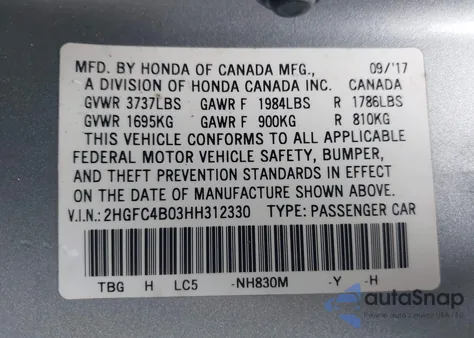 MFD. BY HONDA OF CANADA MFG., 09/'17
A DIVISION OF HONDA CANADA INC. CANADA
GVWR 3737LBS GAWR F 1984LBS R 1786LBS
GVWR 1695KG GAWR F 900KG R 810KG
THIS VEHICLE CONFORMS TO ALL APPLICABLE
FEDERAL MOTOR VEHICLE SAFETY, BUMPER,
AND THEFT PREVENTION STANDARDS IN EFFECT
ON THE DATE OF MANUFACTURE SHOWN ABOVE.
V.I.N.: 2HGFC4B03HH312330 TYPE: PASSENGER CAR
TBG H LC5 -NH830M -Y -H
autoSnap